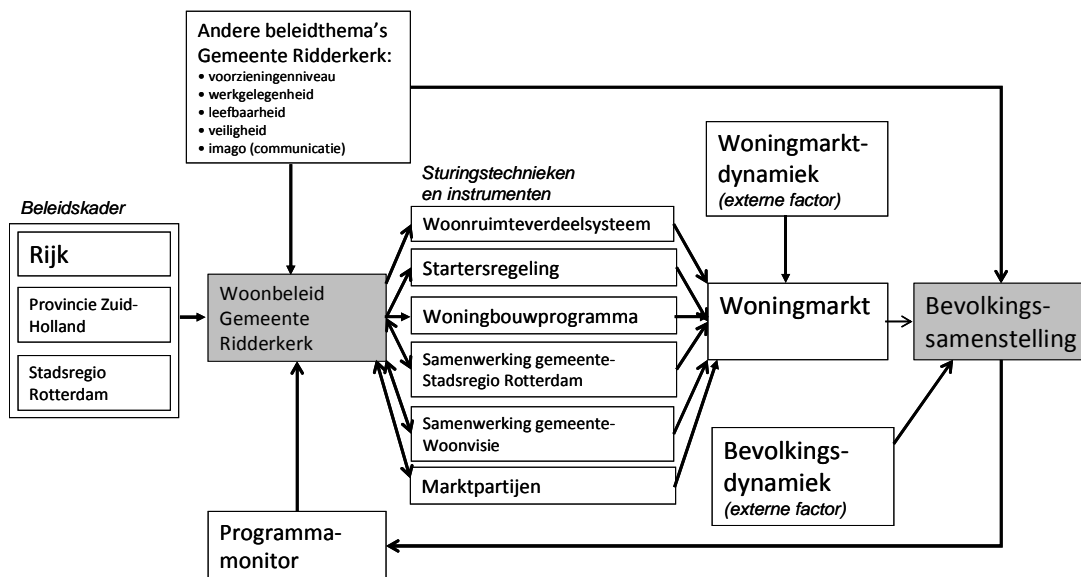 Andere beleidthema's
Gemeente Ridderkerk:
• voorzieningenniveau
• werkgelegenheid
• leefbaarheid
• veiligheid
• imago (communicatie)
Beleidskader
Rijk
Provincie Zuid-
Holland
Stadsregio
Rotterdam
Woonbeleid
Gemeente
Ridderkerk
Programma-
monitor
Sturingstechnieken
en instrumenten
Woonruimteverdeelsysteem
Startersregeling
Woningbouwprogramma
Samenwerking gemeente-
Stadsregio Rotterdam
Samenwerking gemeente-
Woonvisie
Marktpartijen
Woningmarkt-
dynamiek
(externe factor)
Woningmarkt
Bevolkings-
dynamiek
(externe factor)
Bevolkings-
samenstelling